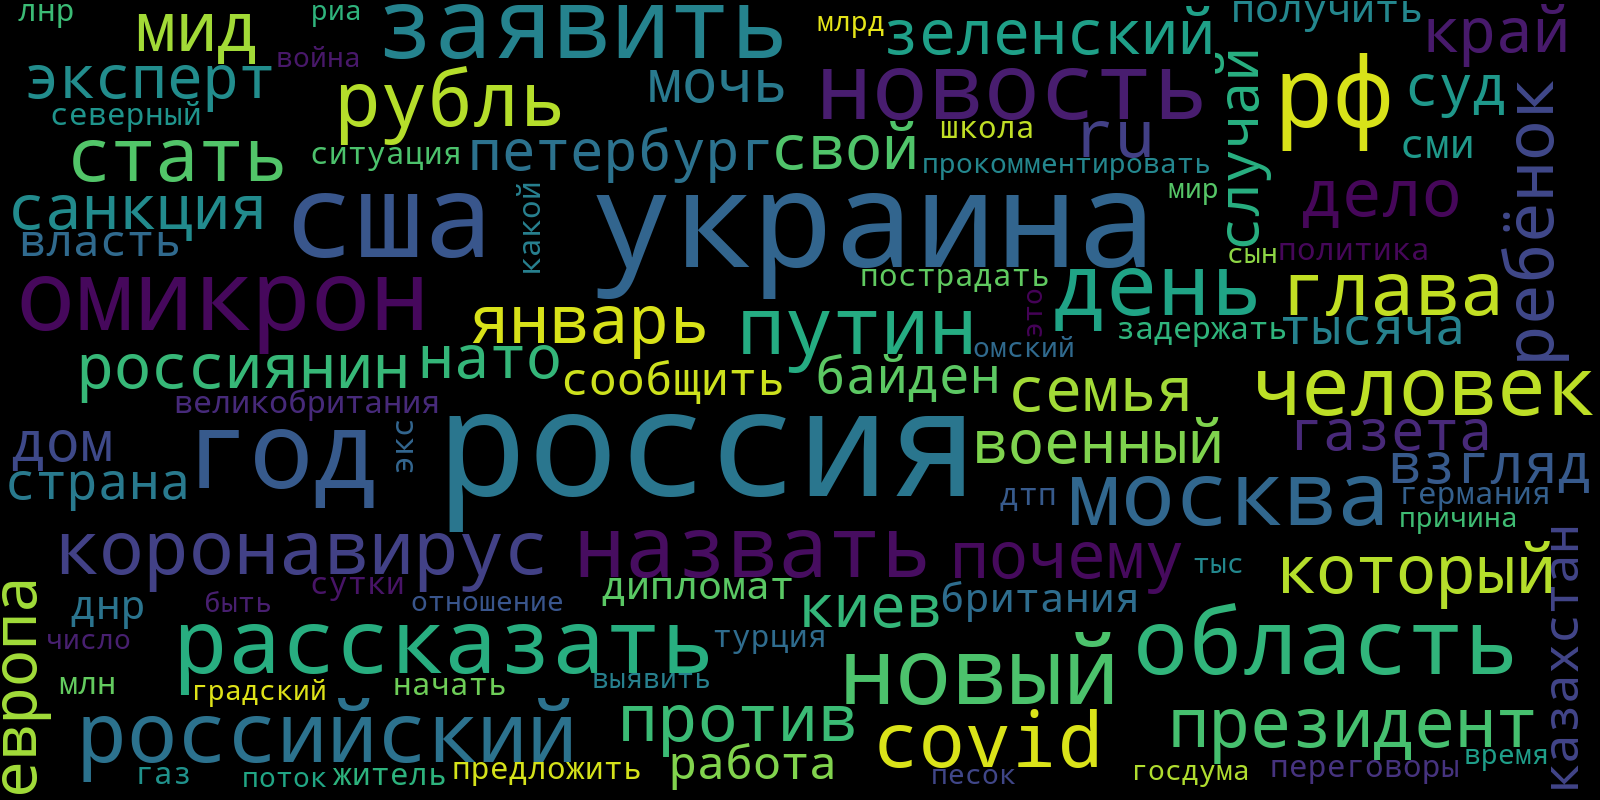 лнр
риа
мид
заявить
млрд
зеленский
получить
край
война
эксперт
северный
рубль
мочь
новость
случай
рф
суд
ребёнок
стать
ситуация
петербург
свой
школа
ru
прокомментировать
сми
санкция
власть
сша
какой
украина
мир
дело
сын
политика
омикрон
пострадать
это
день
глава
январь
путин
омский
задержать
тысяча
россиянин
нато
сообщить
байден
семья
человек
великобритания
дом
страна
год
экс
россия
военный
газета
взгляд
дтп
москва
германия
причина
коронавирус
назвать
почему
тыс
который
казахстан
европа
днр
сутки
быть
отношение
дипломат
киев
британия
число
рассказать
турция
новый
область
млн
градский
начать
выявить
российский
против
covid
президент
газ
поток
житель
предложить
работа
песок
госдума
переговоры
время